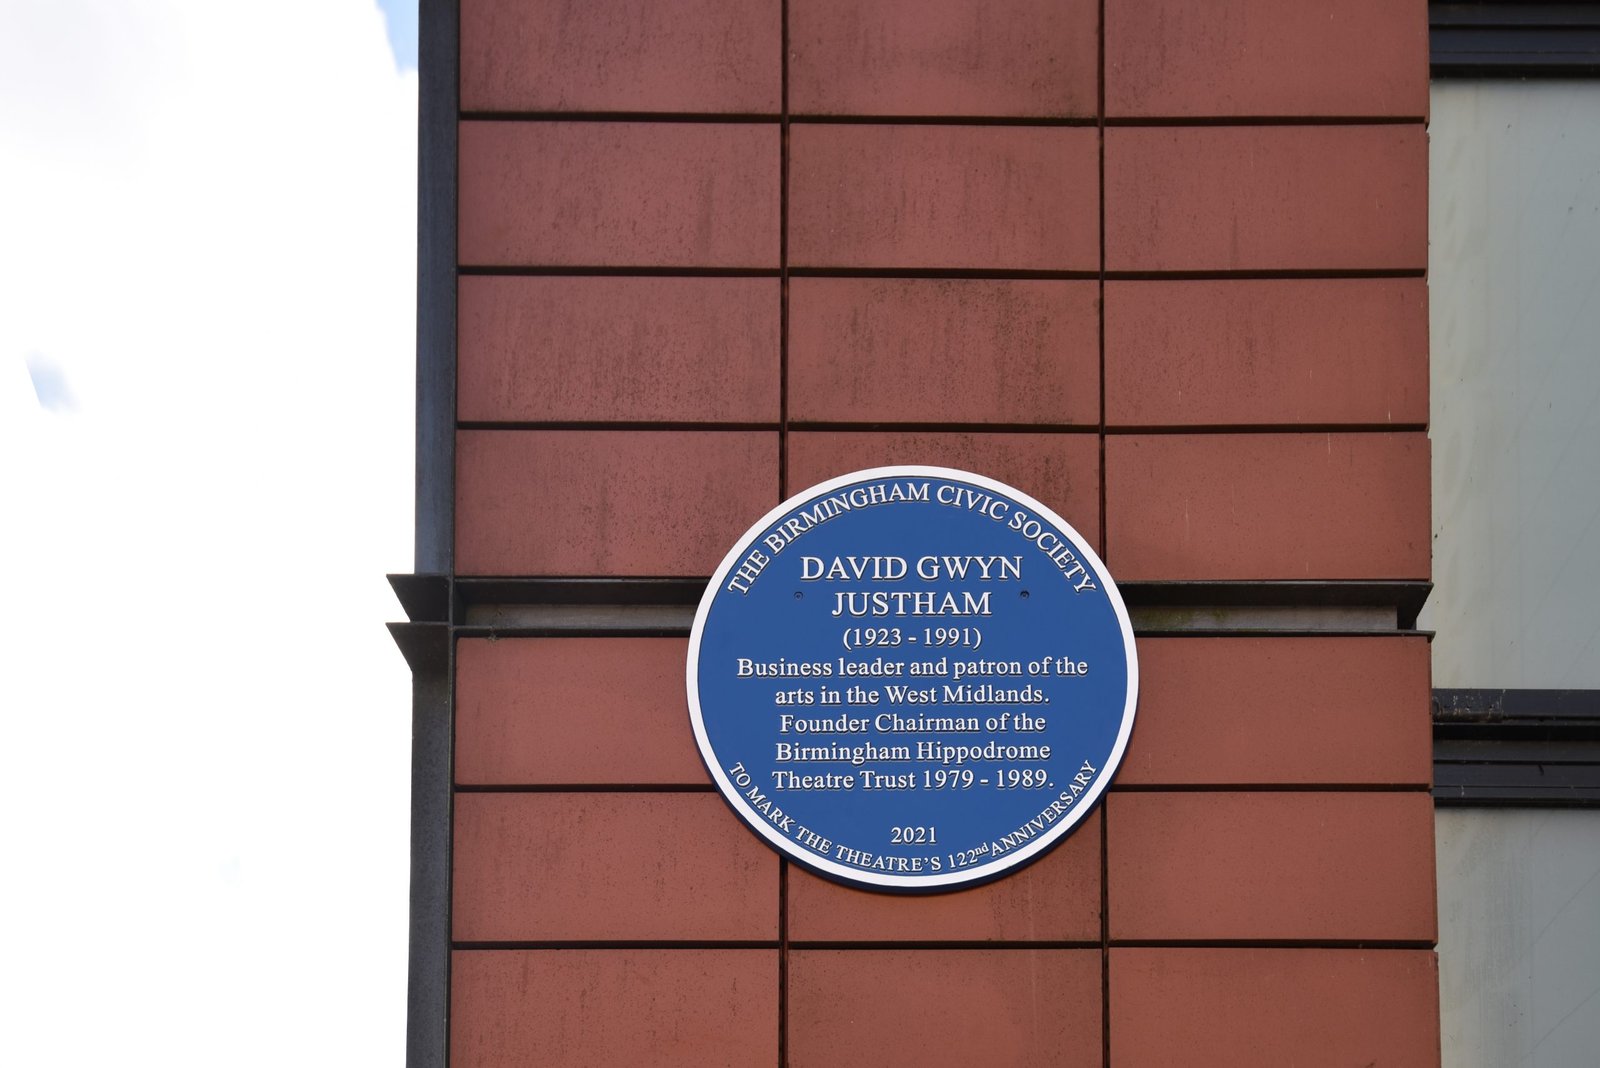 THE BIRMINGHAM CIVIC SOCIETY
DAVID GWYN
JUSTHAM
(1923 - 1991)
Business leader and patron of the
arts in the West Midlands.
Founder Chairman of the
Birmingham Hippodrome
Theatre Trust 1979 - 1989.
2021
TO MARK THE THEATRE'S 122nd ANNIVERSARY